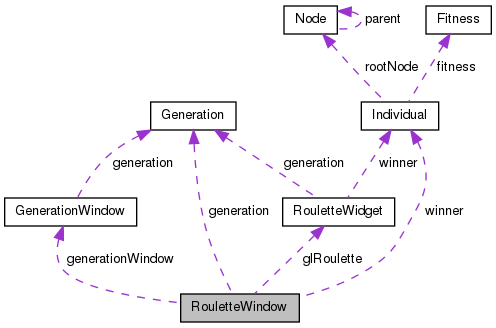 Node
parent
Fitness
rootNode
fitness
Generation
Individual
generation
generation
winner
GenerationWindow
generation
RouletteWidget
winner
generationWindow
glRoulette
RouletteWindow